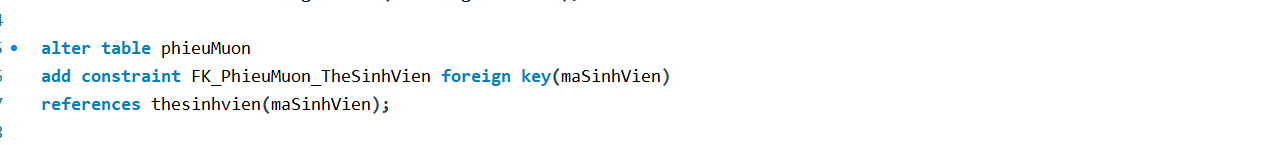 alter table phieuMuon
add constraint FK_PhieuMuon_TheSinhVien foreign key(maSinhVien)
references thesinhvien(maSinhVien);